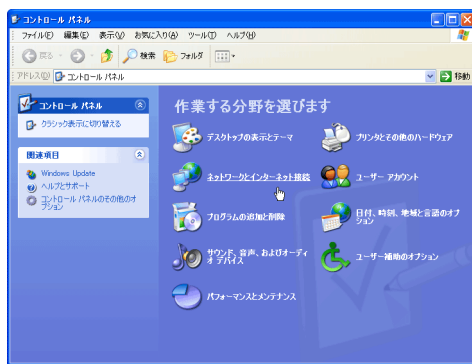 コントロール パネル
ファイル(F) 編集(E) 表示(V) お気に入り(A) ツール(T) ヘルプ(H)
戻る 検索 フォルダ
アドレス(D) コントロール パネル 移動
コントロール パネル
クラシック表示に切り替える
関連項目
Windows Update
ヘルプとサポート
コントロール パネルのその他のオ
プション
作業する分野を選びます
デスクトップの表示とテーマ
プリンタとその他のハードウェア
ネットワークとインターネット接続
ユーザー アカウント
プログラムの追加と削除
日付、時刻、地域と言語のオプ
ション
サウンド、音声、およびオーディ
オ デバイス
ユーザー補助のオプション
パフォーマンスとメンテナンス